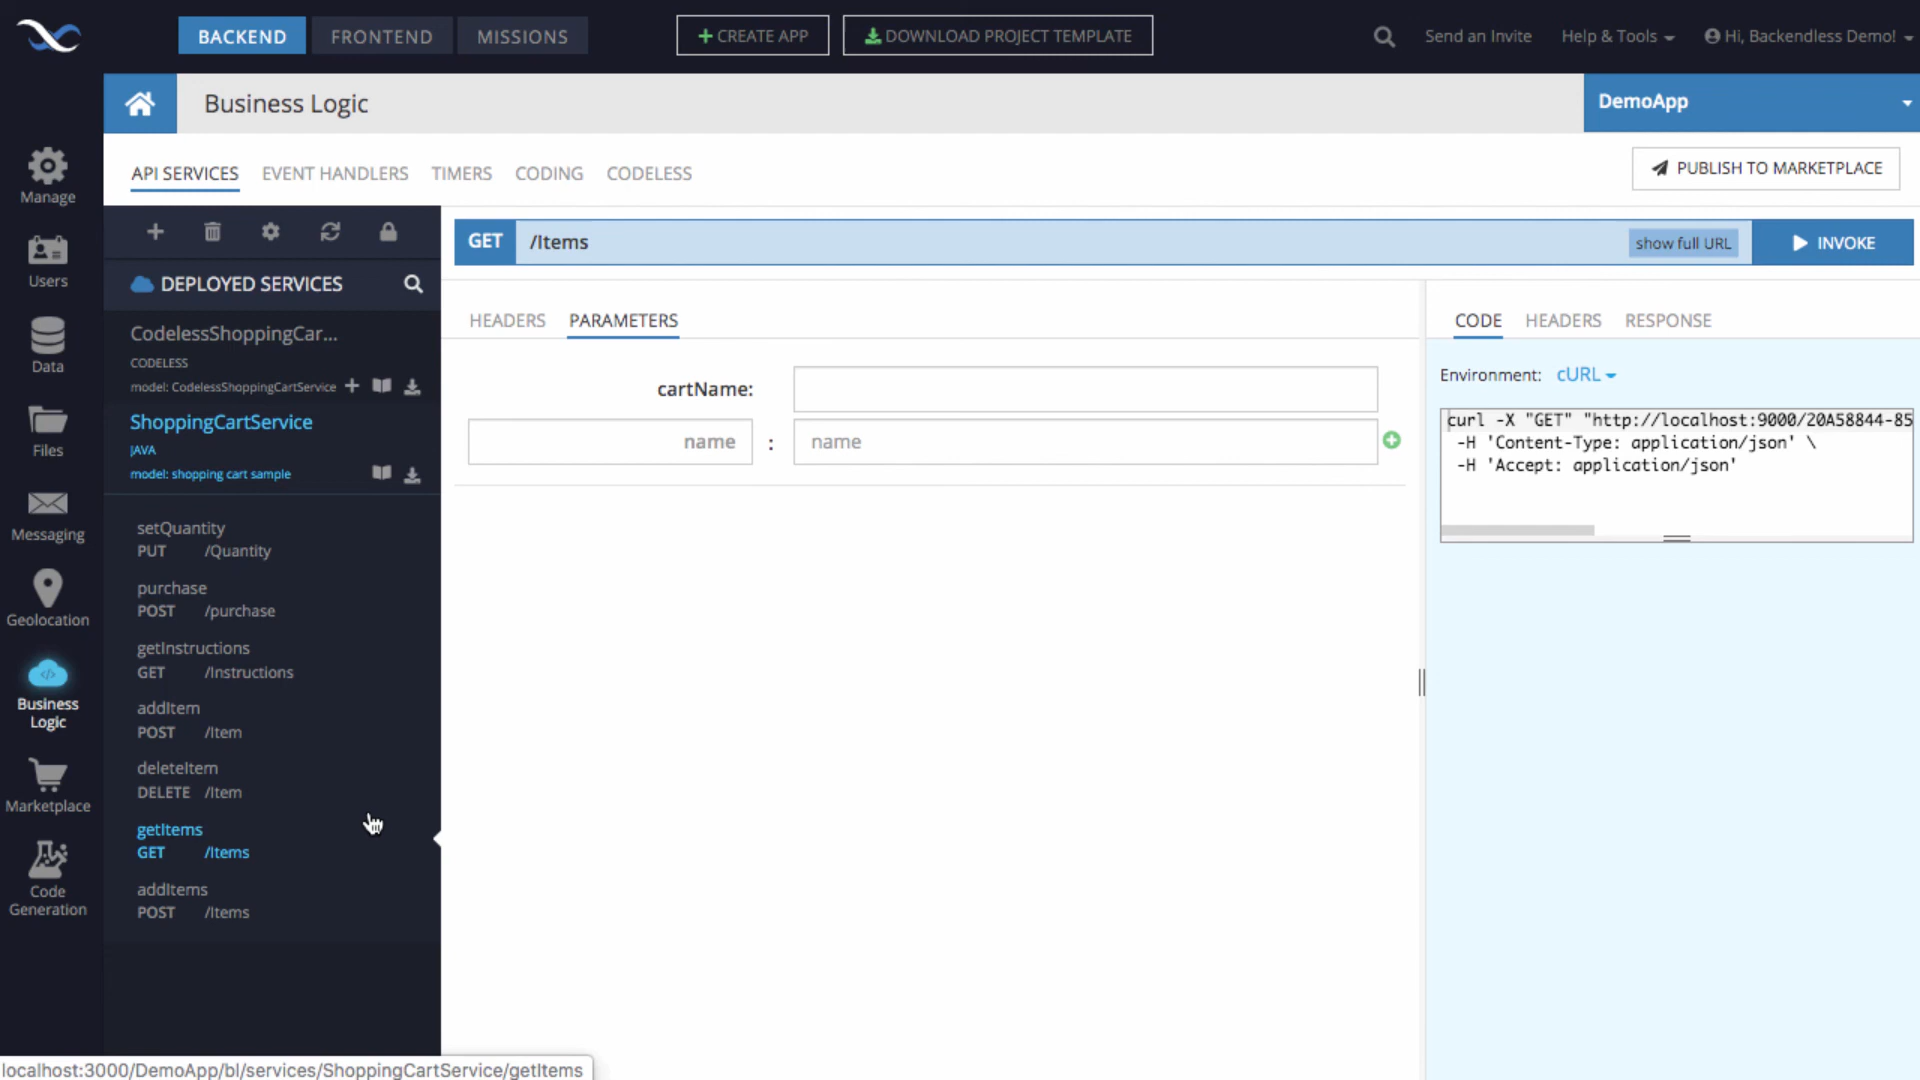 BACKEND FRONTEND MISSIONS CREATE APP DOWNLOAD PROJECT TEMPLATE Send an Invite Help & Tools Hi, Backendless Demo!
Business Logic DemoApp
API SERVICES EVENT HANDLERS TIMERS CODING CODELESS PUBLISH TO MARKETPLACE
Manage
Users
Data
Files
Messaging
Geolocation
Business
Logic
Marketplace
Code
Generation
DEPLOYED SERVICES
CodelessShoppingCar...
CODELESS
model: CodelessShoppingCartService
ShoppingCartService
JAVA
model: shopping cart sample
setQuantity
PUT /Quantity
purchase
POST /purchase
getInstructions
GET /Instructions
addItem
POST /Item
deleteItem
DELETE /Item
getItems
GET /Items
addItems
POST /Items
GET /Items show full URL INVOKE
HEADERS PARAMETERS
cartName:
name : name
CODE HEADERS RESPONSE
Environment: cURL
curl -X "GET" "http://localhost:9000/20A58844-85
-H 'Content-Type: application/json' \
-H 'Accept: application/json'
localhost:3000/DemoApp/bl/services/ShoppingCartService/getItems